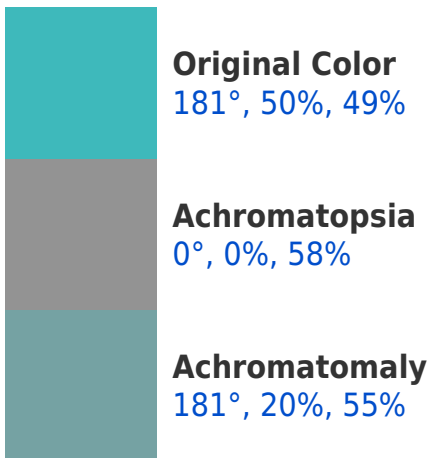 Original Color
181°, 50%, 49%
Achromatopsia
0°, 0%, 58%
Achromatomaly
181°, 20%, 55%